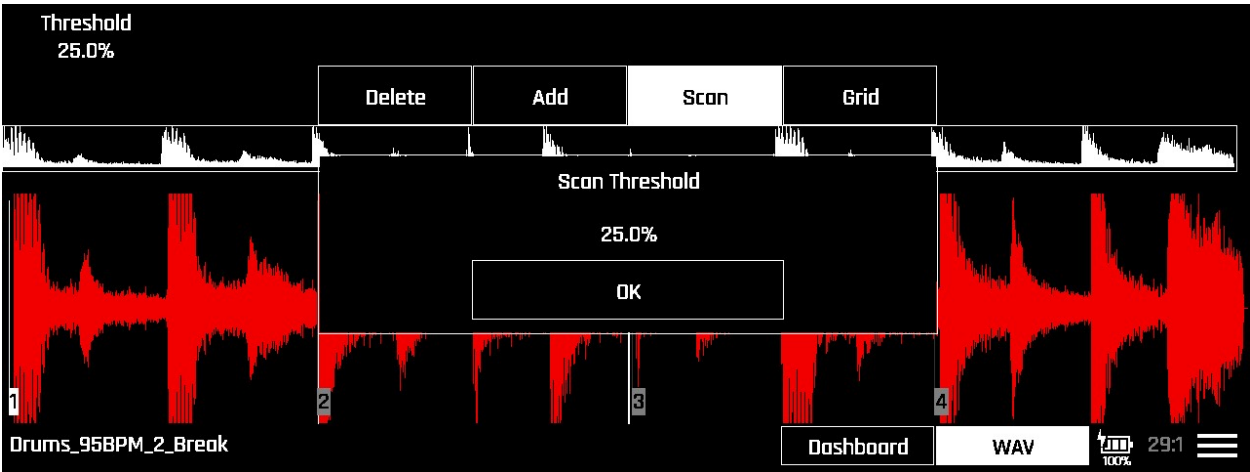 Threshold
25.0%
Delete Add Scan Grid
Scan Threshold
25.0%
OK
1 2 3 4
Drums_95BPM_2_Break Dashboard WAV 100% 29:1